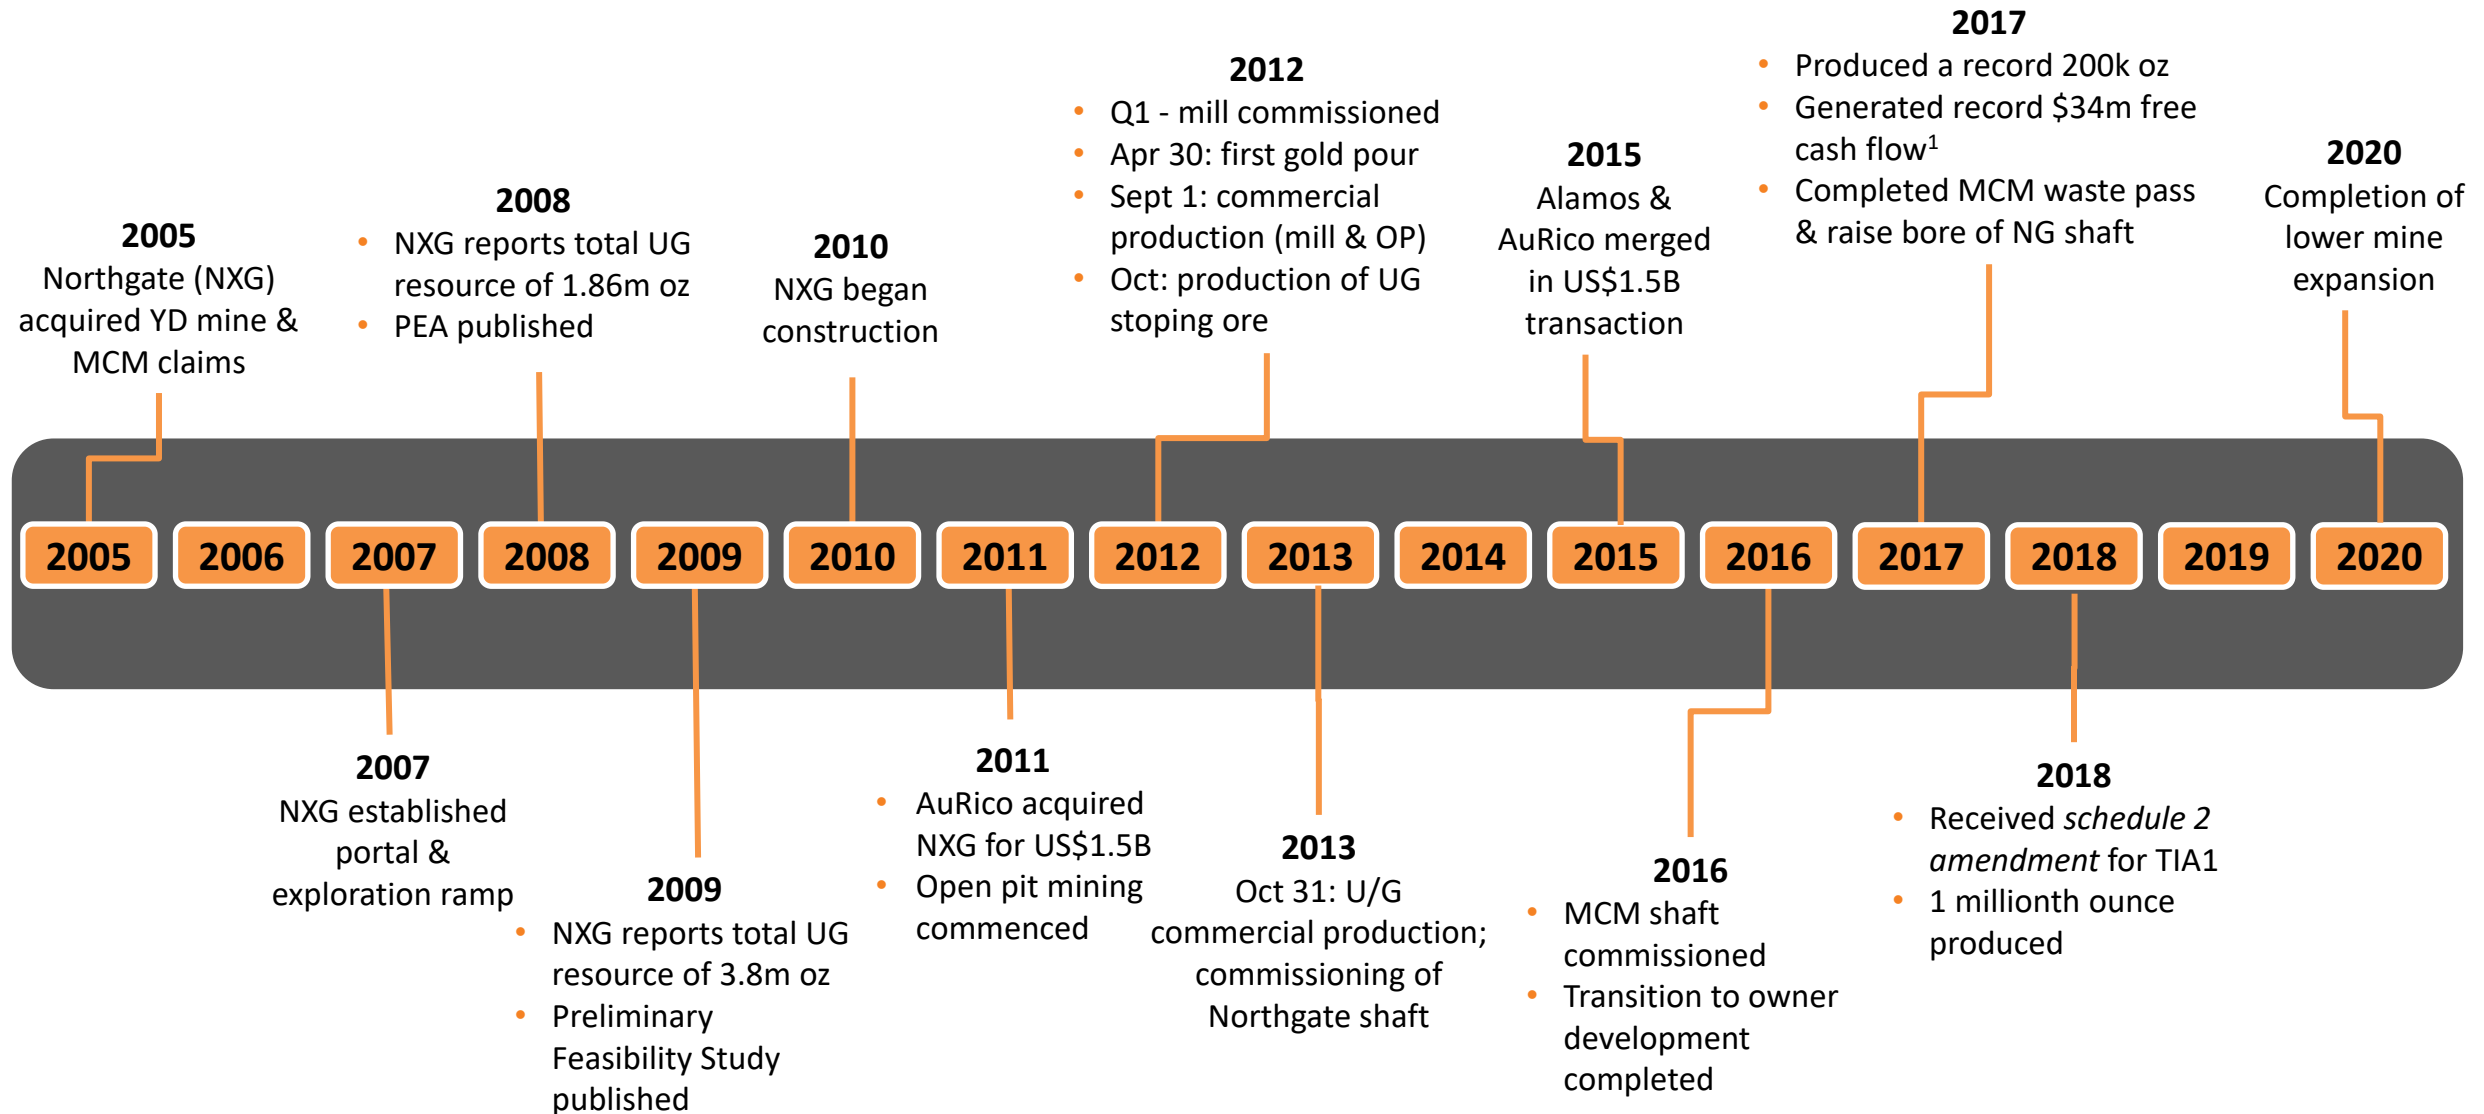 2005
Northgate (NXG)
acquired YD mine &
MCM claims
2008
• NXG reports total UG
resource of 1.86m oz
• PEA published
2010
NXG began
construction
2012
• Q1 - mill commissioned
• Apr 30: first gold pour
• Sept 1: commercial
production (mill & OP)
• Oct: production of UG
stoping ore
2015
Alamos &
AuRico merged
in US$1.5B
transaction
2017
• Produced a record 200k oz
• Generated record $34m free
cash flow¹
• Completed MCM waste pass
& raise bore of NG shaft
2020
Completion of
lower mine
expansion
2005 2006 2007 2008 2009 2010 2011 2012 2013 2014 2015 2016 2017 2018 2019 2020
2007
NXG established
portal &
exploration ramp
2009
• NXG reports total UG
resource of 3.8m oz
• Preliminary
Feasibility Study
published
2011
• AuRico acquired
NXG for US$1.5B
• Open pit mining
commenced
2013
Oct 31: U/G
commercial production;
commissioning of
Northgate shaft
2016
• MCM shaft
commissioned
• Transition to owner
development
completed
2018
• Received schedule 2
amendment for TIA1
• 1 millionth ounce
produced